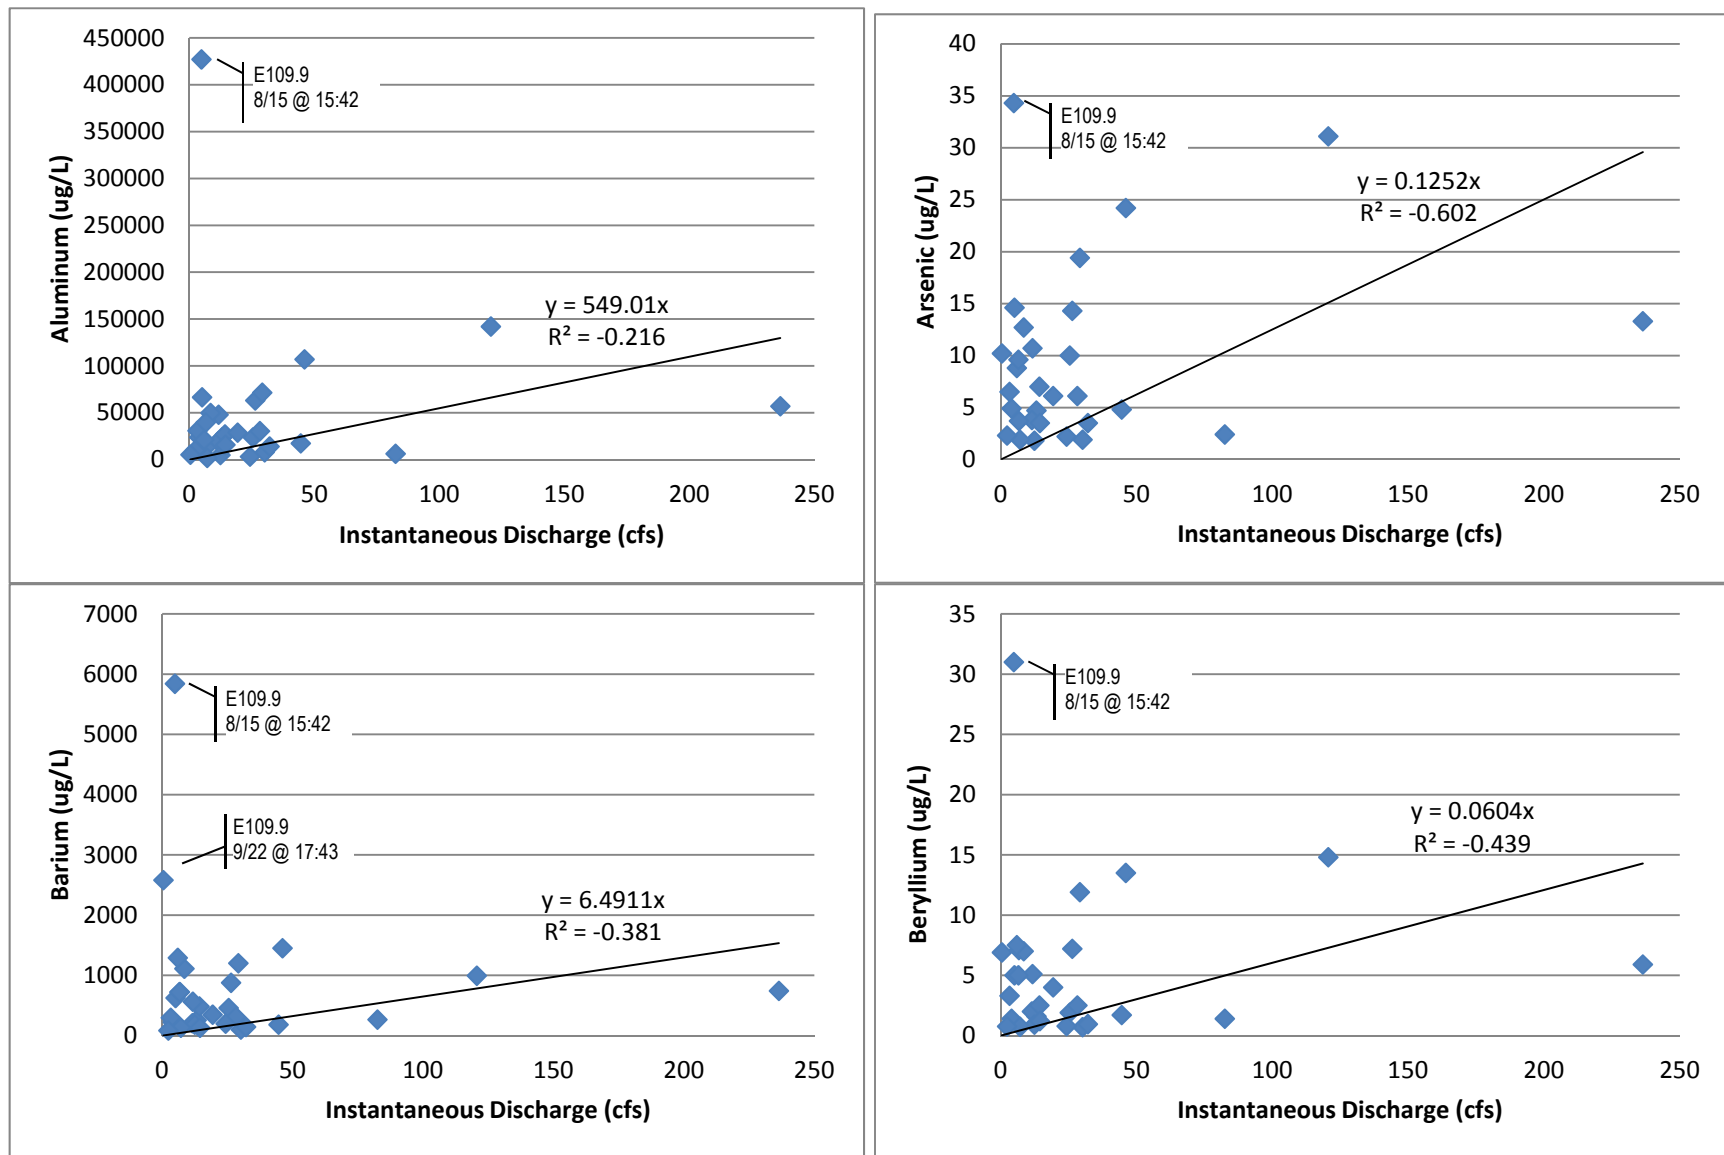 450000
400000
350000
300000
250000
200000
150000
100000
50000
0
Aluminum (ug/L)
E109.9
8/15 @ 15:42
y = 549.01x
R² = -0.216
0 50 100 150 200 250
Instantaneous Discharge (cfs)
40
35
30
25
20
15
10
5
0
Arsenic (ug/L)
E109.9
8/15 @ 15:42
y = 0.1252x
R² = -0.602
0 50 100 150 200 250
Instantaneous Discharge (cfs)
7000
6000
5000
4000
3000
2000
1000
0
Barium (ug/L)
E109.9
8/15 @ 15:42
E109.9
9/22 @ 17:43
y = 6.4911x
R² = -0.381
0 50 100 150 200 250
Instantaneous Discharge (cfs)
35
30
25
20
15
10
5
0
Beryllium (ug/L)
E109.9
8/15 @ 15:42
y = 0.0604x
R² = -0.439
0 50 100 150 200 250
Instantaneous Discharge (cfs)